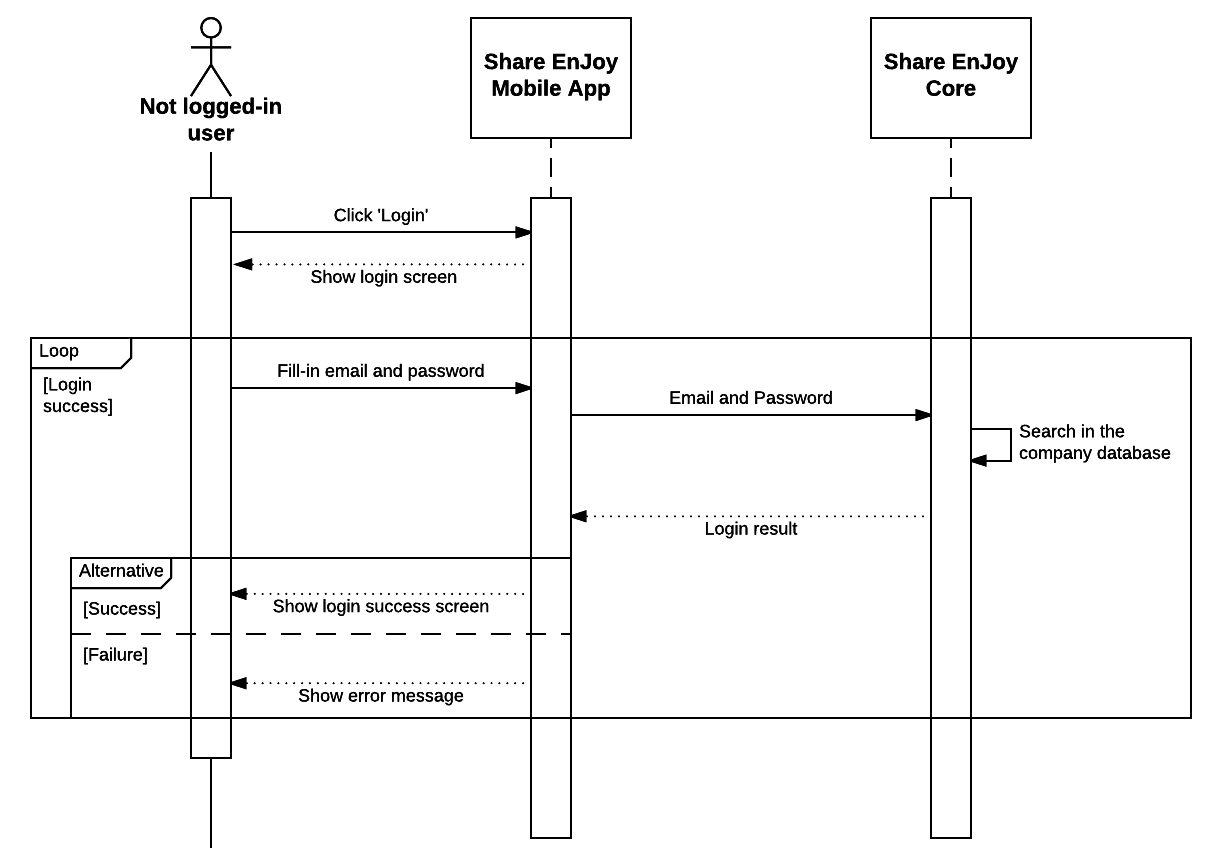 Not logged-in
user
Share EnJoy
Mobile App
Share EnJoy
Core
Click 'Login'
Show login screen
Loop
[Login
success]
Fill-in email and password
Email and Password
Search in the
company database
Login result
Alternative
[Success]
Show login success screen
[Failure]
Show error message